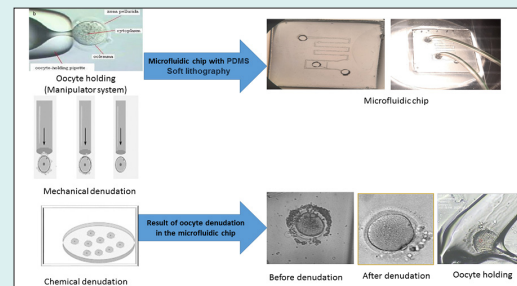 b
zona pellucida
cytoplasm
oolemma
oocyte-holding pipette
Oocyte holding
(Manipulator system)
Microfluidic chip with PDMS
Soft lithography
Microfluidic chip
Mechanical denudation
Result of oocyte denudation
in the microfluidic chip
Chemical denudation
Before denudation
After denudation
Oocyte holding